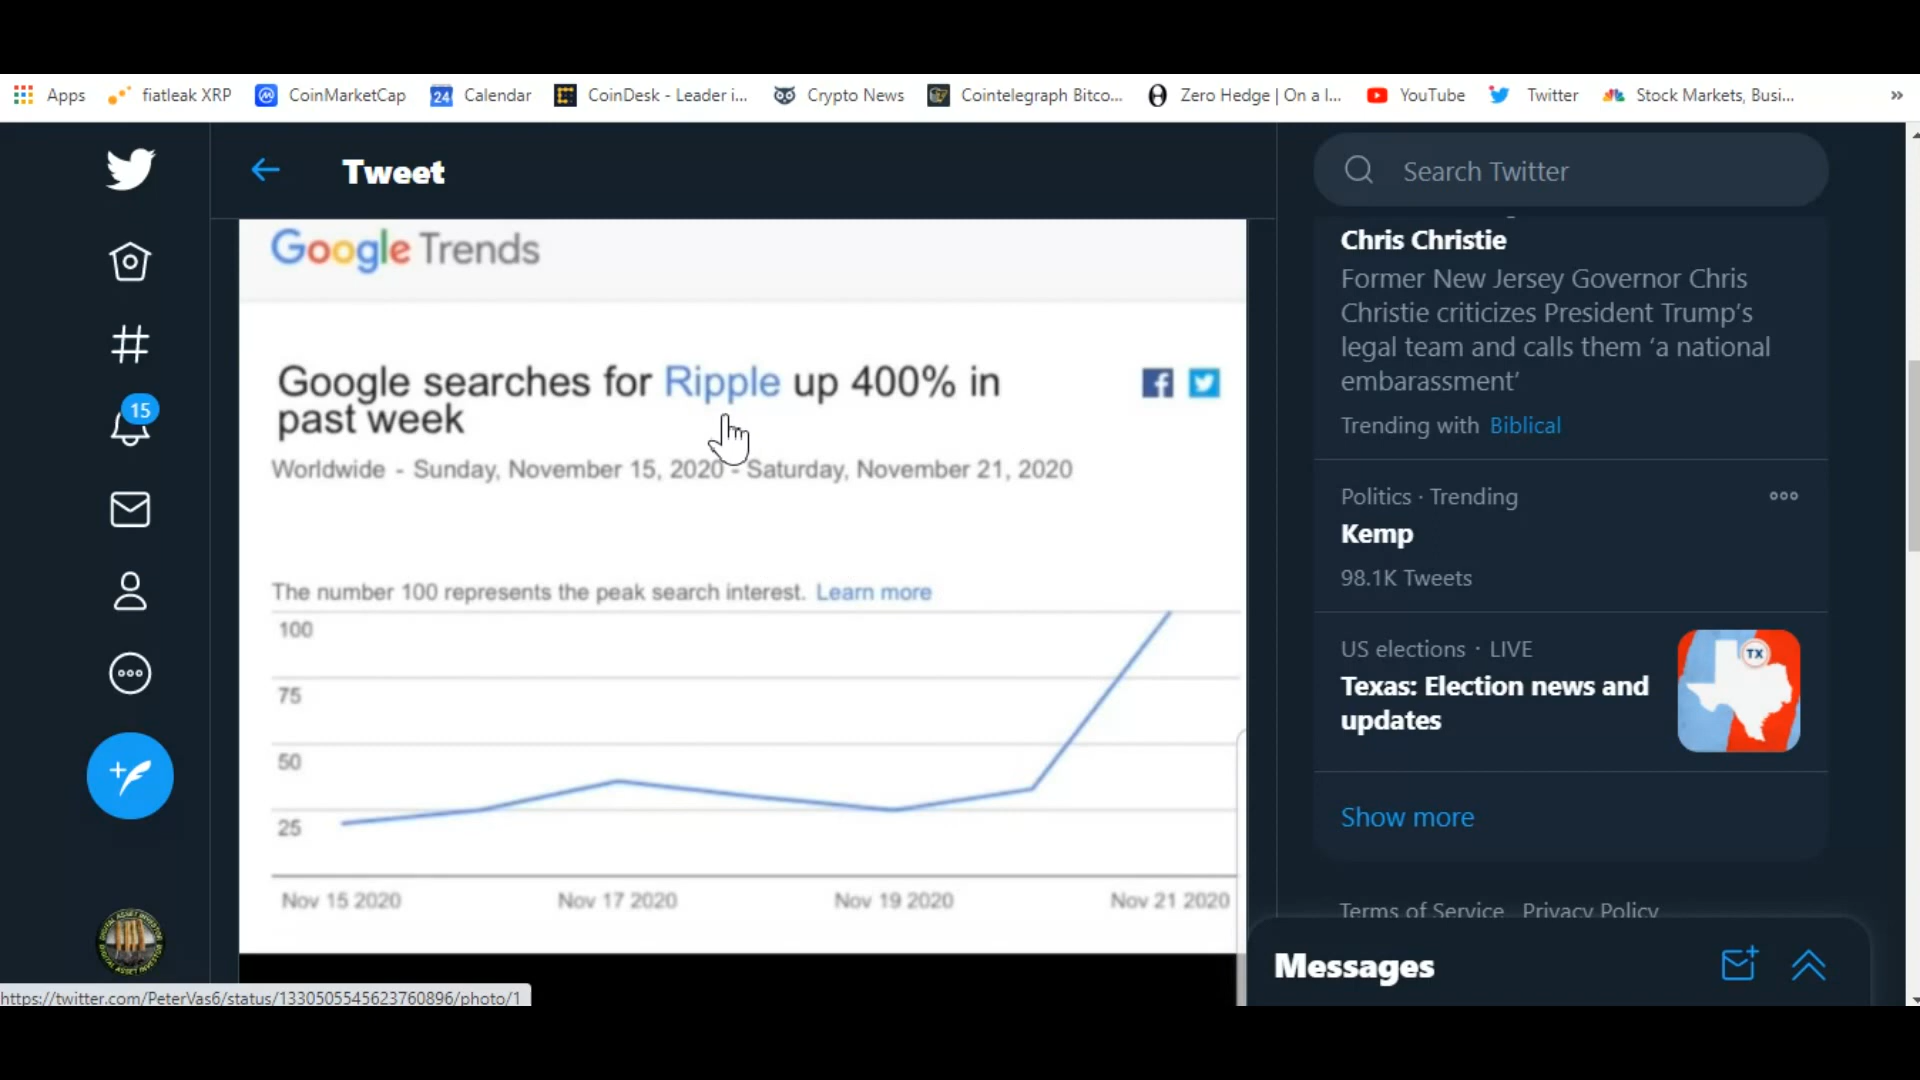 Apps fiatleak XRP CoinMarketCap 24 Calendar CoinDesk - Leader i... Crypto News Cointelegraph Bitco... Zero Hedge | On a l... YouTube Twitter Stock Markets, Busi... »
Tweet
Search Twitter
15
Google Trends
Google searches for Ripple up 400% in
past week
Worldwide - Sunday, November 15, 2020 - Saturday, November 21, 2020
The number 100 represents the peak search interest. Learn more
100
75
50
25
Nov 15 2020 Nov 17 2020 Nov 19 2020 Nov 21 2020
Chris Christie
Former New Jersey Governor Chris
Christie criticizes President Trump's
legal team and calls them 'a national
embarassment'
Trending with Biblical
Politics · Trending
Kemp
98.1K Tweets
US elections · LIVE
Texas: Election news and
updates
TX
Show more
Terms of Service Privacy Policy
Messages
DIGITAL ASSET INVESTOR
https://twitter.com/PeterVas6/status/1330505545623760896/photo/1